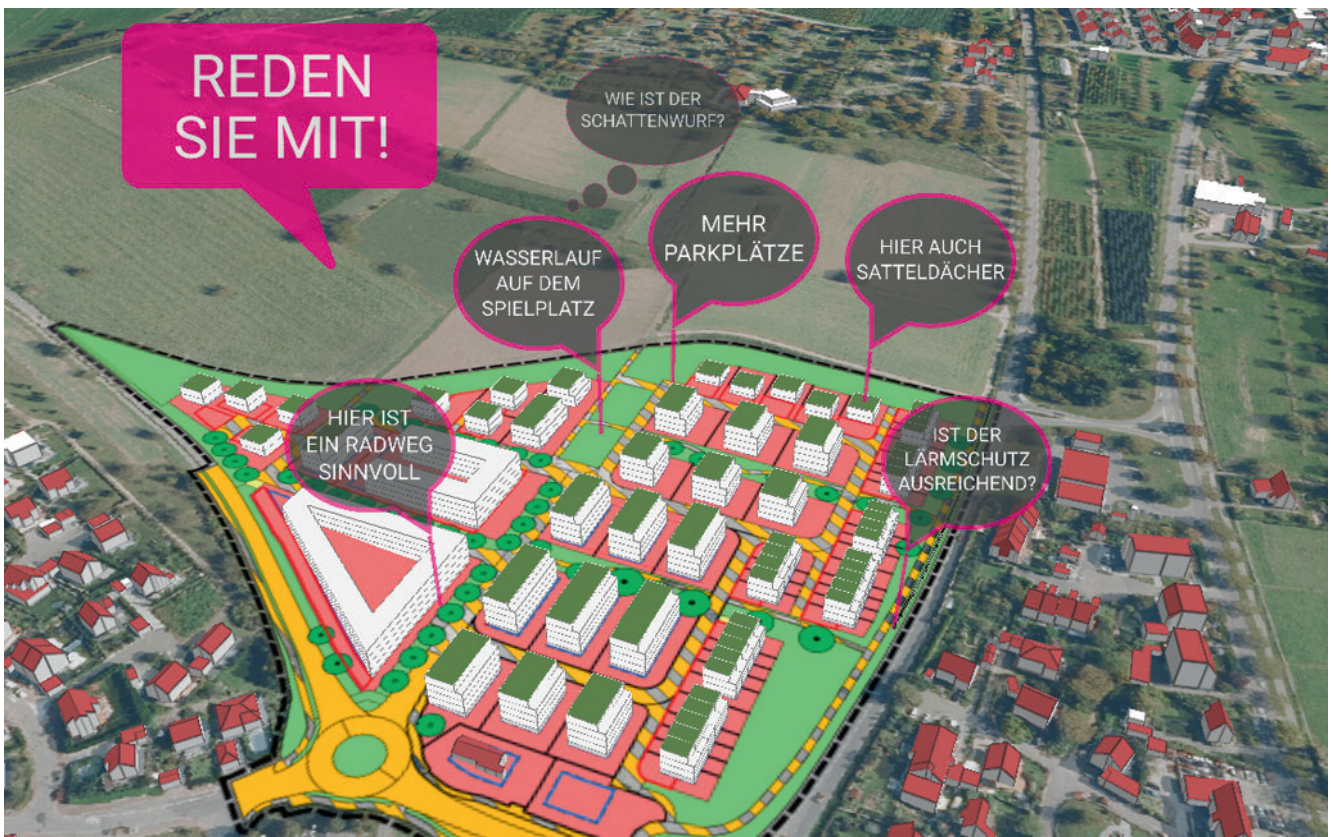 REDEN
SIE MIT!
WIE IST DER
SCHATTENWURF?
MEHR
PARKPLÄTZE
WASSERLAUF
AUF DEM
SPIELPLATZ
HIER AUCH
SATTELDÄCHER
HIER IST
EIN RADWEG
SINNVOLL
IST DER
LÄRMSCHUTZ
AUSREICHEND?